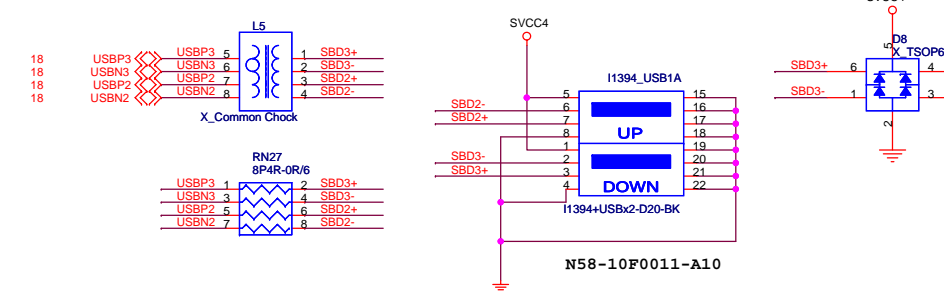 L5
18 USBP3 5 1 SBD3+
18 USBN3 6 2 SBD3-
18 USBP2 7 3 SBD2+
18 USBN2 8 4 SBD2-
USBP3
USBN3
USBP2
USBN2
X_Common Chock
RN27
8P4R-0R/6
USBP3 1 2 SBD3+
USBN3 3 4 SBD3-
USBP2 5 6 SBD2+
USBN2 7 8 SBD2-
SVCC4
I1394_USB1A
5 15
SBD2- 6 16
SBD2+ 7 17
8 18
UP
1 19
SBD3- 2 20
SBD3+ 3 21
4 22
DOWN
I1394+USBx2-D20-BK
N58-10F0011-A10
D8
X_TSOP6
5
SBD3+ 6 4
SBD3- 1 3
2